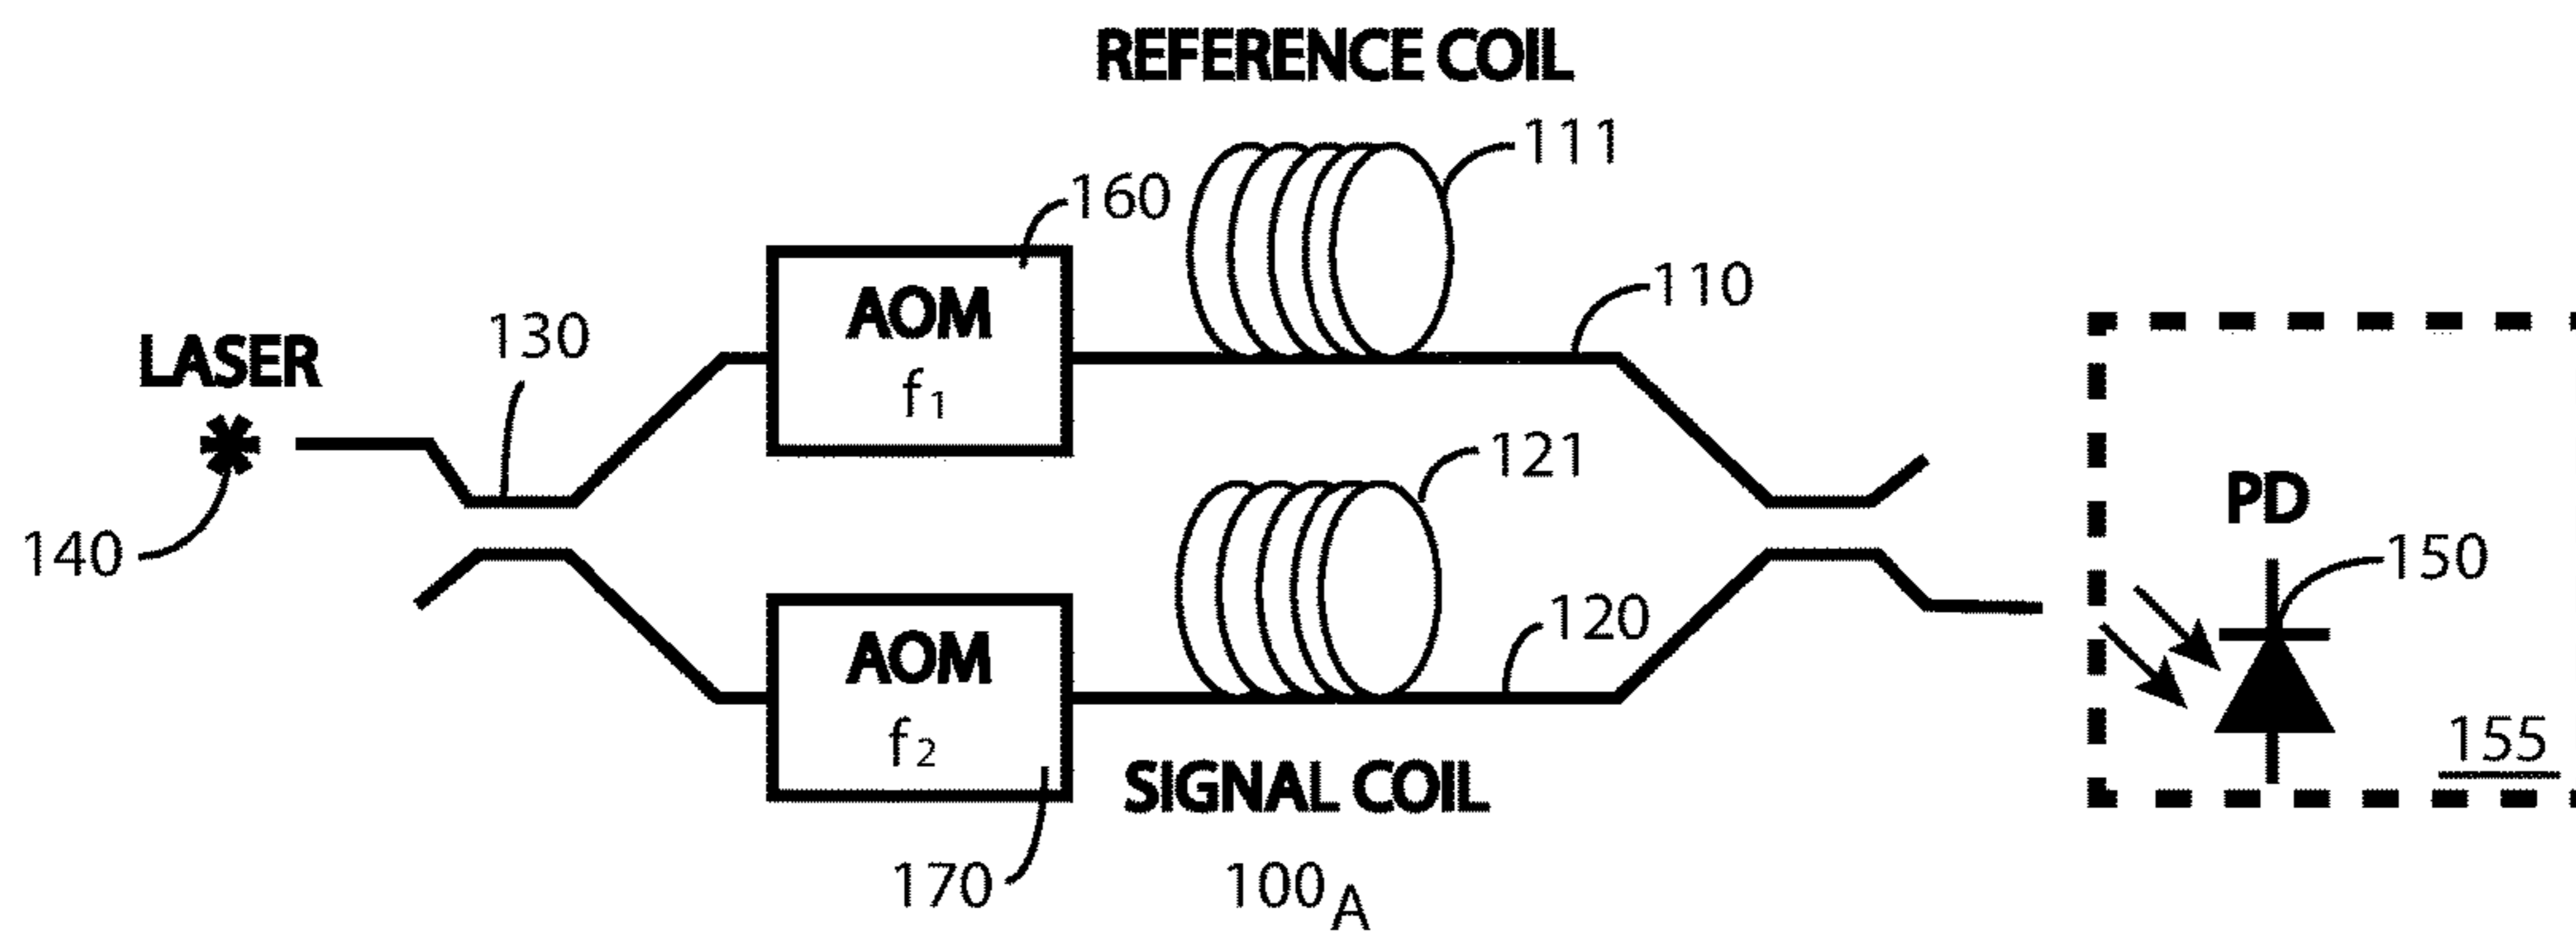 REFERENCE COIL
111
160
110
130
AOM
f1
LASER
140
121
120
AOM
f2
170
SIGNAL COIL
100A
PD
150
155